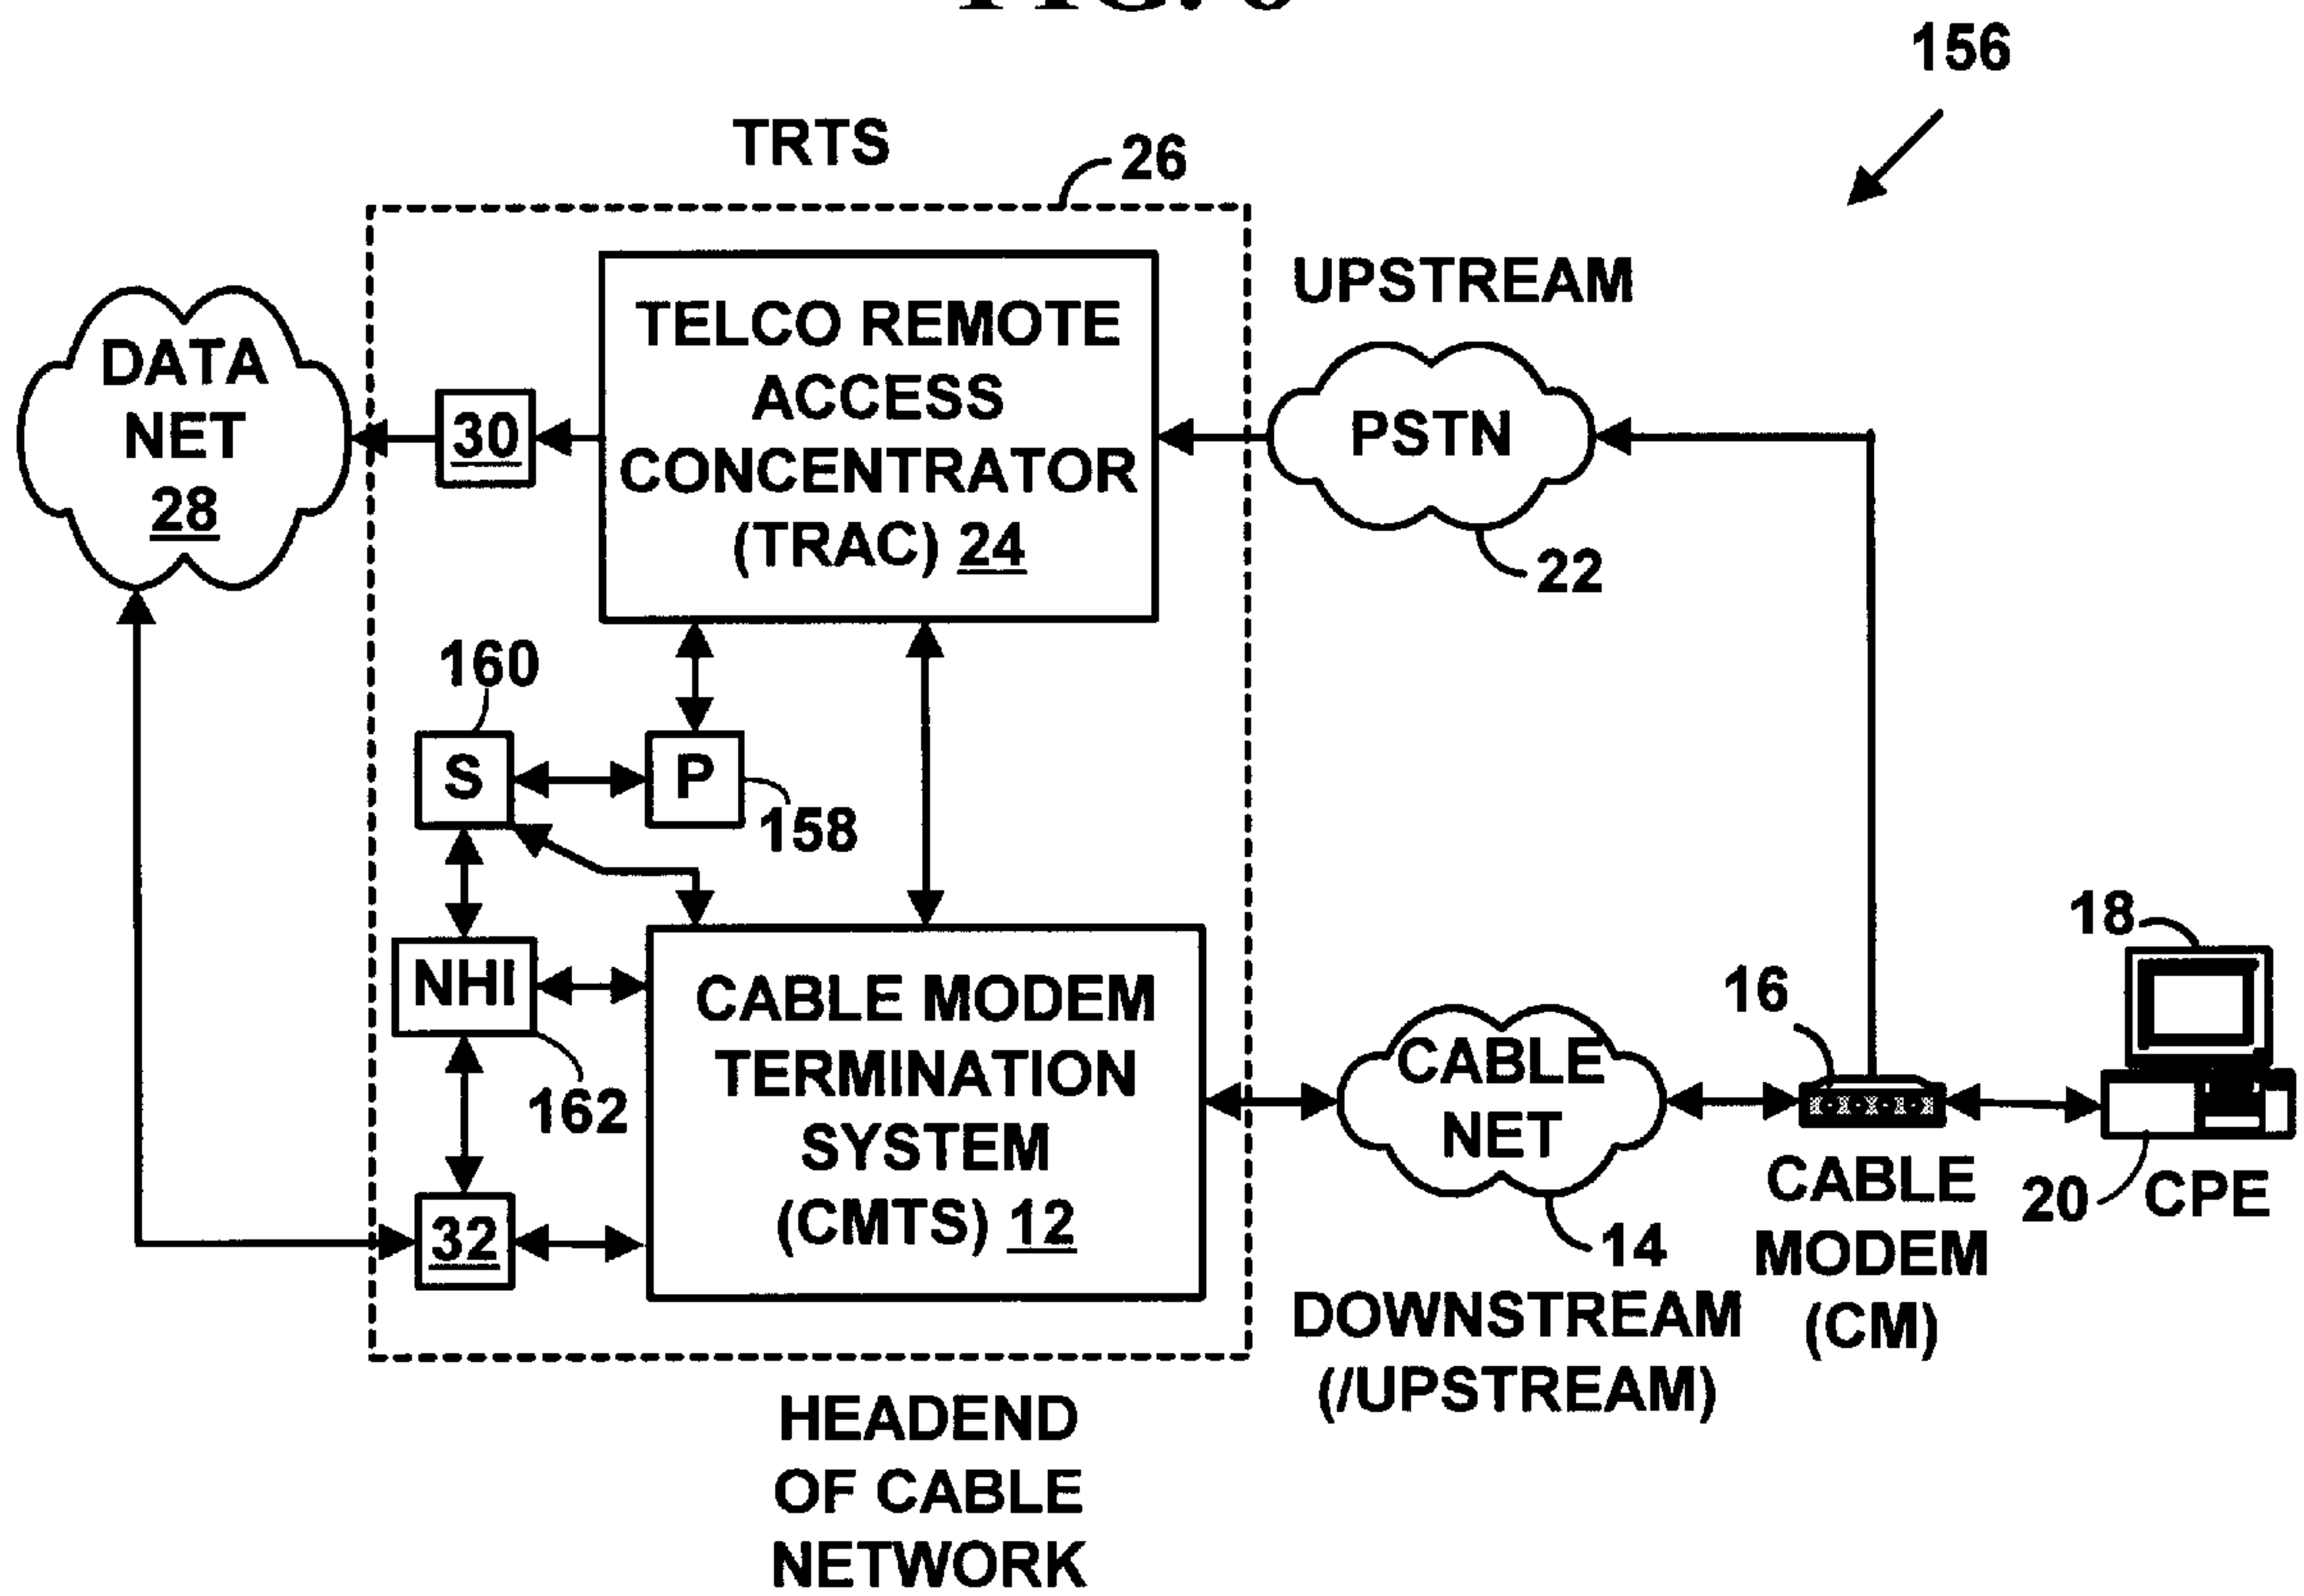 156
TRTS
26
UPSTREAM
DATA
NET
28
30
TELCO REMOTE
ACCESS
CONCENTRATOR
(TRAC) 24
PSTN
22
160
S
P
158
NHI
162
32
CABLE MODEM
TERMINATION
SYSTEM
(CMTS) 12
CABLE
NET
14
16
18
20
CPE
CABLE
MODEM
(CM)
DOWNSTREAM
(/UPSTREAM)
HEADEND
OF CABLE
NETWORK